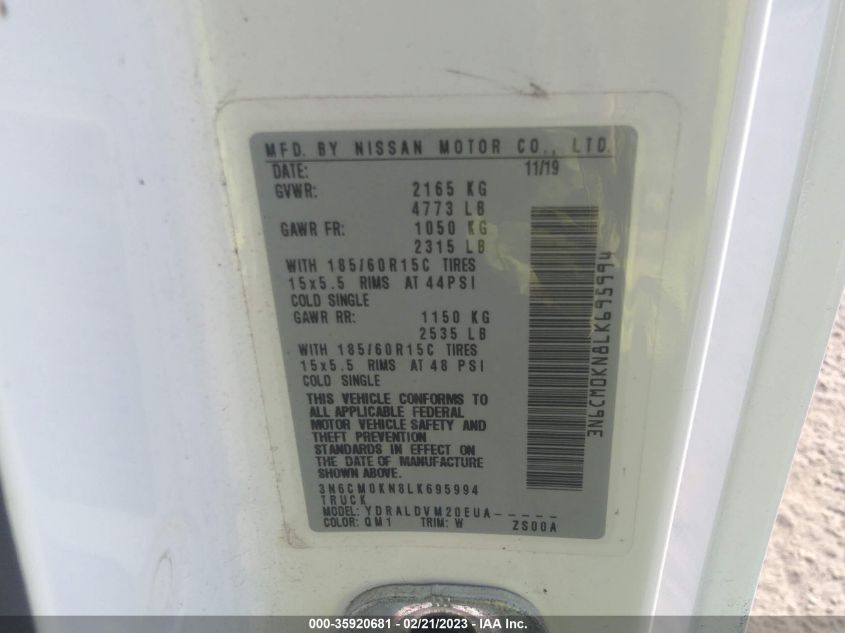 MFD. BY NISSAN MOTOR CO., LTD.
DATE: 11/19
GVWR: 2165 KG
4773 LB
GAWR FR: 1050 KG
2315 LB
WITH 185/60R15C TIRES
15x5.5 RIMS AT 44PSI
COLD SINGLE
GAWR RR: 1150 KG
2535 LB
WITH 185/60R15C TIRES
15x5.5 RIMS AT 48 PSI
COLD SINGLE
THIS VEHICLE CONFORMS TO
ALL APPLICABLE FEDERAL
MOTOR VEHICLE SAFETY AND
THEFT PREVENTION
STANDARDS IN EFFECT ON
THE DATE OF MANUFACTURE
SHOWN ABOVE.
3N6CM0KN8LK695994
TRUCK
MODEL: YDRALDVM20EUA-----
COLOR: QM1 TRIM: W ZS00A
3N6CM0KN8LK695994
000-35920681 / 02/21/2023 – © IAA Inc.